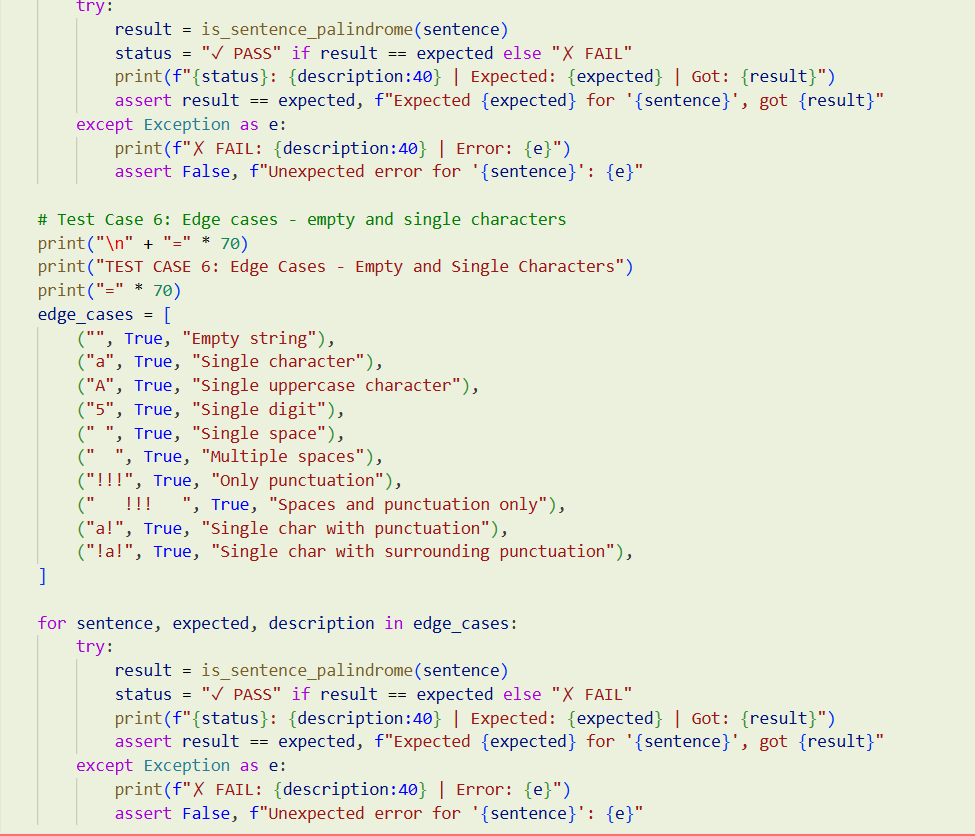 try:
        result = is_sentence_palindrome(sentence)
        status = "✓ PASS" if result == expected else "✗ FAIL"
        print(f"{status}: {description:40} | Expected: {expected} | Got: {result}")
        assert result == expected, f"Expected {expected} for '{sentence}', got {result}"
    except Exception as e:
        print(f"✗ FAIL: {description:40} | Error: {e}")
        assert False, f"Unexpected error for '{sentence}': {e}"

# Test Case 6: Edge cases - empty and single characters
print("\n" + "=" * 70)
print("TEST CASE 6: Edge Cases - Empty and Single Characters")
print("=" * 70)
edge_cases = [
    ("", True, "Empty string"),
    ("a", True, "Single character"),
    ("A", True, "Single uppercase character"),
    ("5", True, "Single digit"),
    (" ", True, "Single space"),
    ("  ", True, "Multiple spaces"),
    ("!!!", True, "Only punctuation"),
    ("   !!!   ", True, "Spaces and punctuation only"),
    ("a!", True, "Single char with punctuation"),
    ("!a!", True, "Single char with surrounding punctuation"),
]

for sentence, expected, description in edge_cases:
    try:
        result = is_sentence_palindrome(sentence)
        status = "✓ PASS" if result == expected else "✗ FAIL"
        print(f"{status}: {description:40} | Expected: {expected} | Got: {result}")
        assert result == expected, f"Expected {expected} for '{sentence}', got {result}"
    except Exception as e:
        print(f"✗ FAIL: {description:40} | Error: {e}")
        assert False, f"Unexpected error for '{sentence}': {e}"